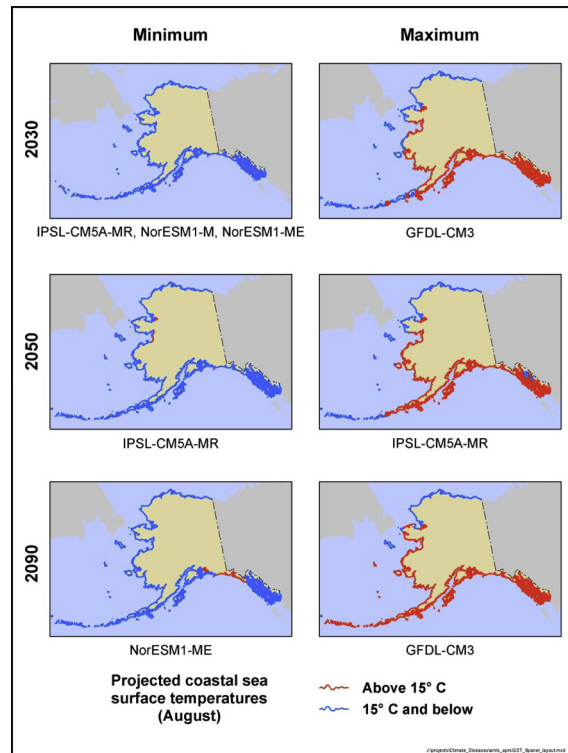 Minimum
Maximum
2030
IPSL-CM5A-MR, NorESM1-M, NorESM1-ME
GFDL-CM3
2050
IPSL-CM5A-MR
IPSL-CM5A-MR
2090
NorESM1-ME
GFDL-CM3
Projected coastal sea
surface temperatures
(August)
Above 15° C
15° C and below